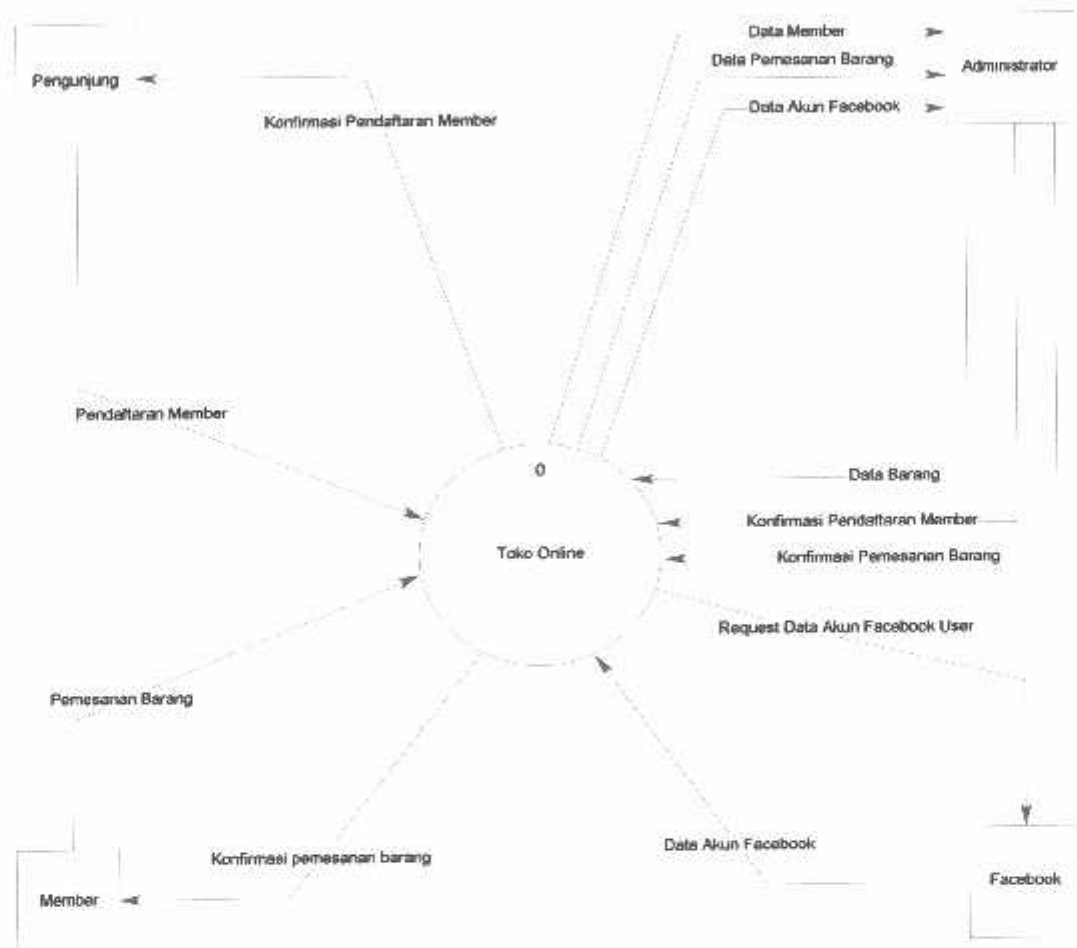 Data Member
Data Pemesanan Barang
Administrator
Pengunjung
Data Akun Facebook
Konfirmasi Pendaftaran Member
Pendaftaran Member
0
Data Barang
Konfirmasi Pendaftaran Member
Toko Online
Konfirmasi Pemesanan Barang
Request Data Akun Facebook User
Pemesanan Barang
Data Akun Facebook
Konfirmasi pemesanan barang
Facebook
Member